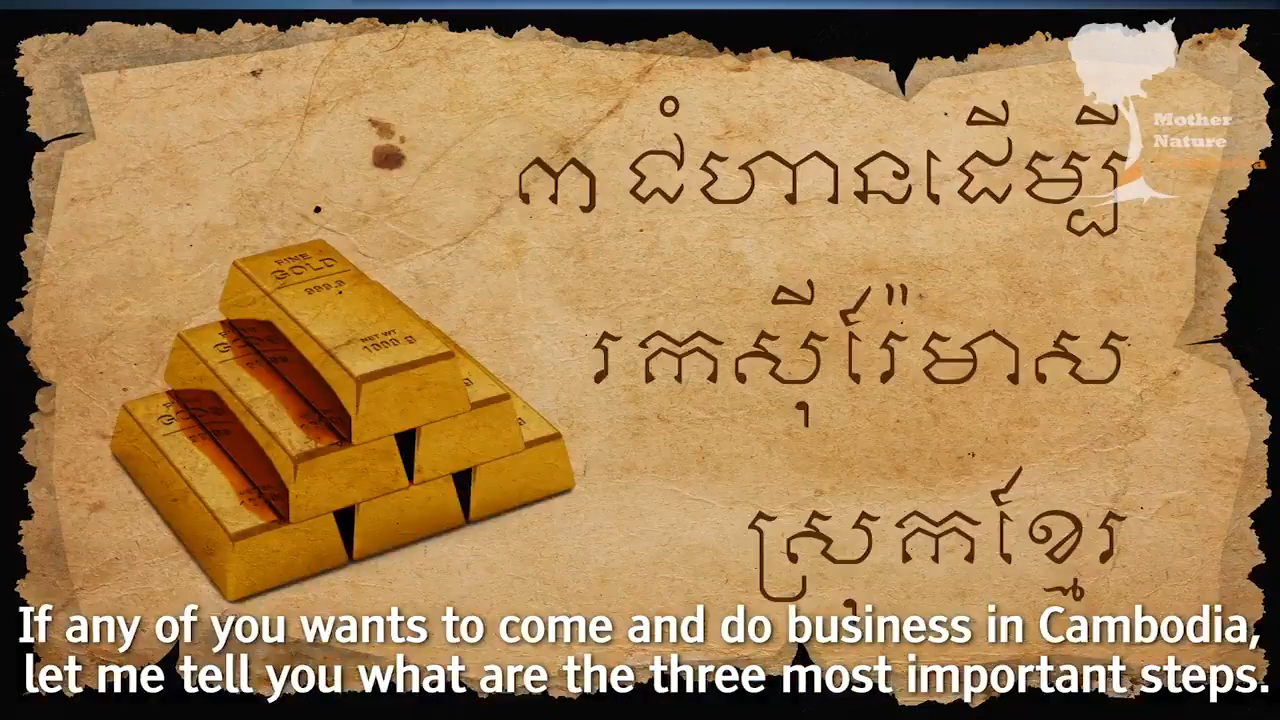 ៣ ជំហានដើម្បី
រកស៊ីរ៉ែមាស
ស្រុកខ្មែរ
Mother
Nature
FINE
GOLD
999.9
NET WT
1000 g
GOLD
GOLD
If any of you wants to come and do business in Cambodia,
let me tell you what are the three most important steps.